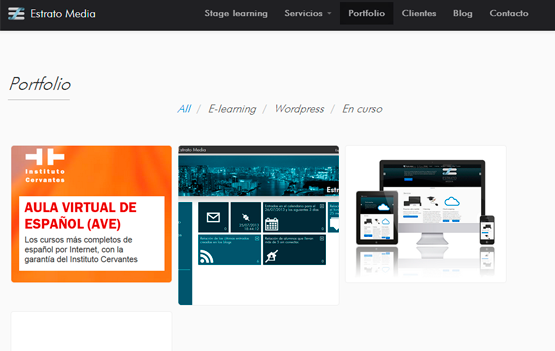 Estrato Media
Stage learning
Servicios
Portfolio
Clientes
Blog
Contacto
Portfolio
All / E-learning / Wordpress / En curso
Instituto
Cervantes
AULA VIRTUAL DE
ESPAÑOL (AVE)
Los cursos más completos de
español por Internet, con la
garantía del Instituto Cervantes
Estrato Media
Estr